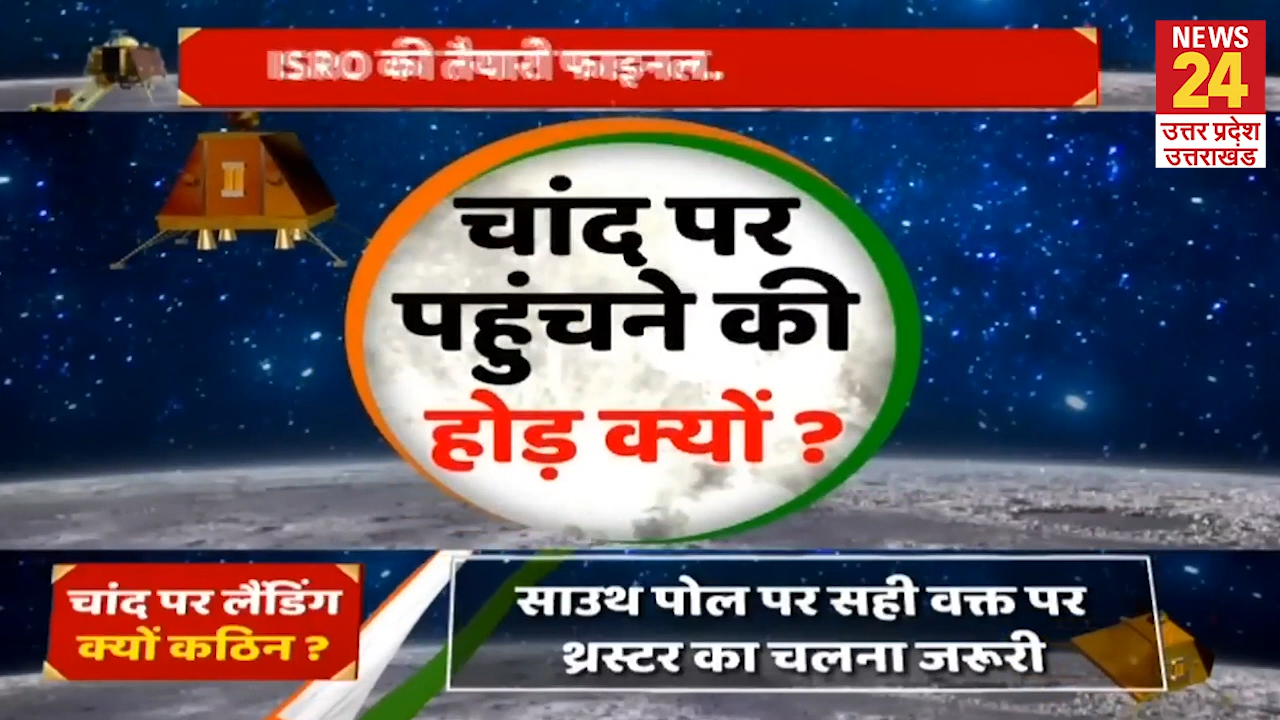 ISRO की तैयारी फाइनल..
NEWS
24
उत्तर प्रदेश
उत्तराखंड
चांद पर
पहुंचने की
होड़ क्यों ?
चांद पर लैंडिंग
क्यों कठिन ?
साउथ पोल पर सही वक्त पर
थ्रस्टर का चलना जरूरी